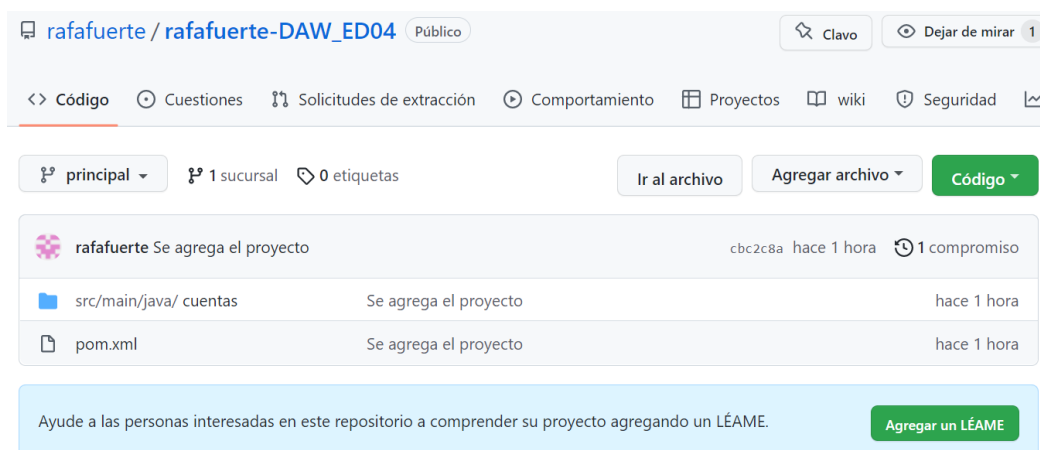 rafafuerte / rafafuerte-DAW_ED04 Público Clavo Dejar de mirar 1
Código Cuestiones Solicitudes de extracción Comportamiento Proyectos wiki Seguridad
principal 1 sucursal 0 etiquetas Ir al archivo Agregar archivo Código
rafafuerte Se agrega el proyecto cbc2c8a hace 1 hora 1 compromiso
src/main/java/ cuentas Se agrega el proyecto hace 1 hora
pom.xml Se agrega el proyecto hace 1 hora
Ayude a las personas interesadas en este repositorio a comprender su proyecto agregando un LÉAME. Agregar un LÉAME